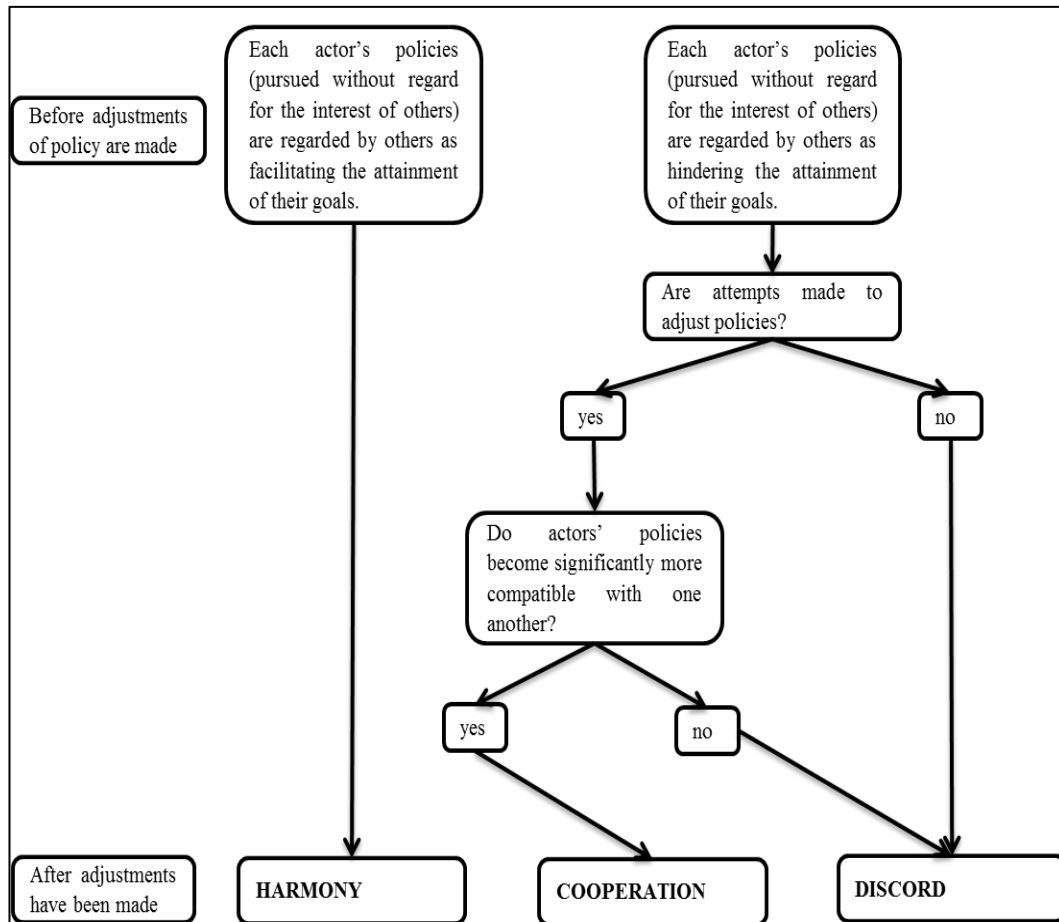 Each actor's policies
(pursued without regard
for the interest of others)
are regarded by others as
facilitating the attainment
of their goals.
Each actor's policies
(pursued without regard
for the interest of others)
are regarded by others as
hindering the attainment
of their goals.
Before adjustments
of policy are made
Are attempts made to
adjust policies?
yes
no
Do actors' policies
become significantly more
compatible with one
another?
yes
no
After adjustments
have been made
HARMONY
COOPERATION
DISCORD